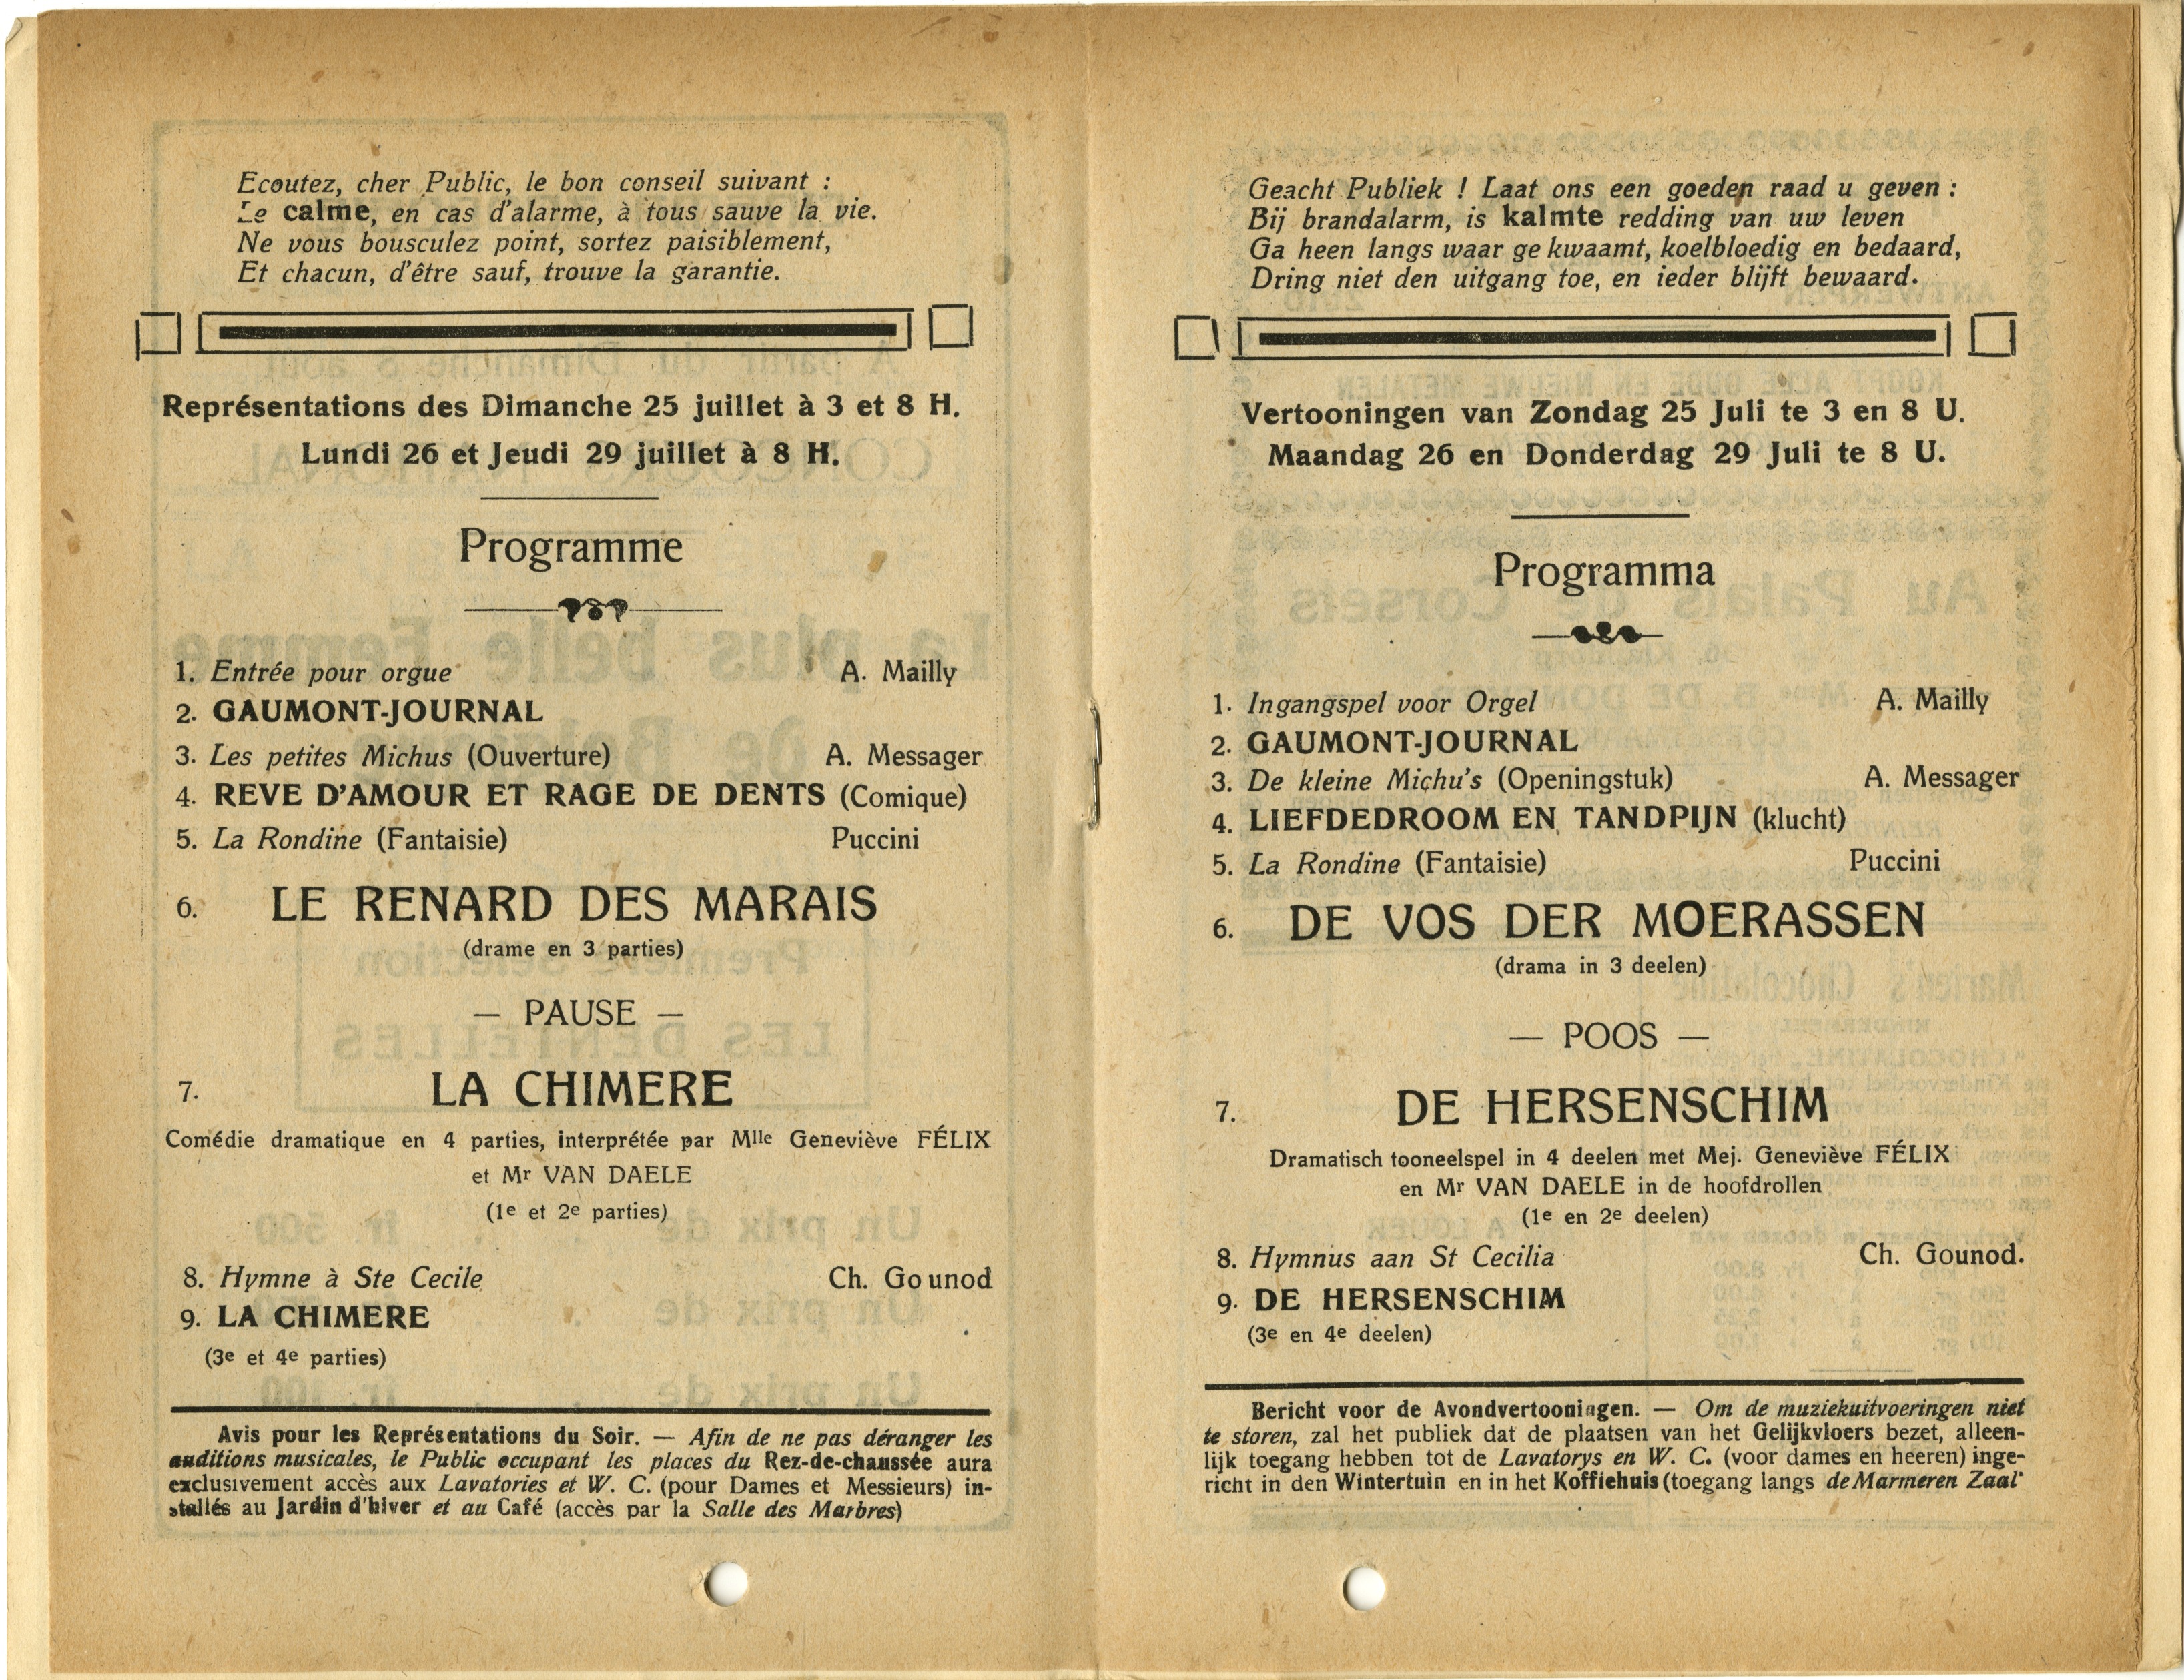 Ecoutez, cher Public, le bon conseil suivant :
Le calme, en cas d'alarme, à tous sauve la vie.
Ne vous bousculez point, sortez paisiblement,
Et chacun, d'être sauf, trouve la garantie.
Représentations des Dimanche 25 juillet à 3 et 8 H.
Lundi 26 et Jeudi 29 juillet à 8 H.
Programme
1. Entrée pour orgue A. Mailly
2. GAUMONT-JOURNAL
3. Les petites Michus (Ouverture) A. Messager
4. REVE D'AMOUR ET RAGE DE DENTS (Comique)
5. La Rondine (Fantaisie) Puccini
6. LE RENARD DES MARAIS
(drame en 3 parties)
— PAUSE —
7. LA CHIMERE
Comédie dramatique en 4 parties, interprétée par Mlle Geneviève FÉLIX
et Mr VAN DAELE
(1e et 2e parties)
8. Hymne à Ste Cecile Ch. Gounod
9. LA CHIMERE
(3e et 4e parties)
Avis pour les Représentations du Soir. — Afin de ne pas déranger les
auditions musicales, le Public occupant les places du Rez-de-chaussée aura
exclusivement accès aux Lavatories et W. C. (pour Dames et Messieurs) in-
stallés au Jardin d'hiver et au Café (accès par la Salle des Marbres)
Geacht Publiek ! Laat ons een goeden raad u geven :
Bij brandalarm, is kalmte redding van uw leven
Ga heen langs waar ge kwaamt, koelbloedig en bedaard,
Dring niet den uitgang toe, en ieder blijft bewaard.
Vertooningen van Zondag 25 Juli te 3 en 8 U.
Maandag 26 en Donderdag 29 Juli te 8 U.
Programma
1. Ingangspel voor Orgel A. Mailly
2. GAUMONT-JOURNAL
3. De kleine Michu's (Openingstuk) A. Messager
4. LIEFDEDROOM EN TANDPIJN (klucht)
5. La Rondine (Fantaisie) Puccini
6. DE VOS DER MOERASSEN
(drama in 3 deelen)
— POOS —
7. DE HERSENSCHIM
Dramatisch tooneelspel in 4 deelen met Mej. Geneviève FÉLIX
en Mr VAN DAELE in de hoofdrollen
(1e en 2e deelen)
8. Hymnus aan St Cecilia Ch. Gounod.
9. DE HERSENSCHIM
(3e en 4e deelen)
Bericht voor de Avondvertooningen. — Om de muziekuitvoeringen niet
te storen, zal het publiek dat de plaatsen van het Gelijkvloers bezet, alleen-
lijk toegang hebben tot de Lavatorys en W. C. (voor dames en heeren) inge-
richt in den Wintertuin en in het Koffiehuis (toegang langs de Marmeren Zaal